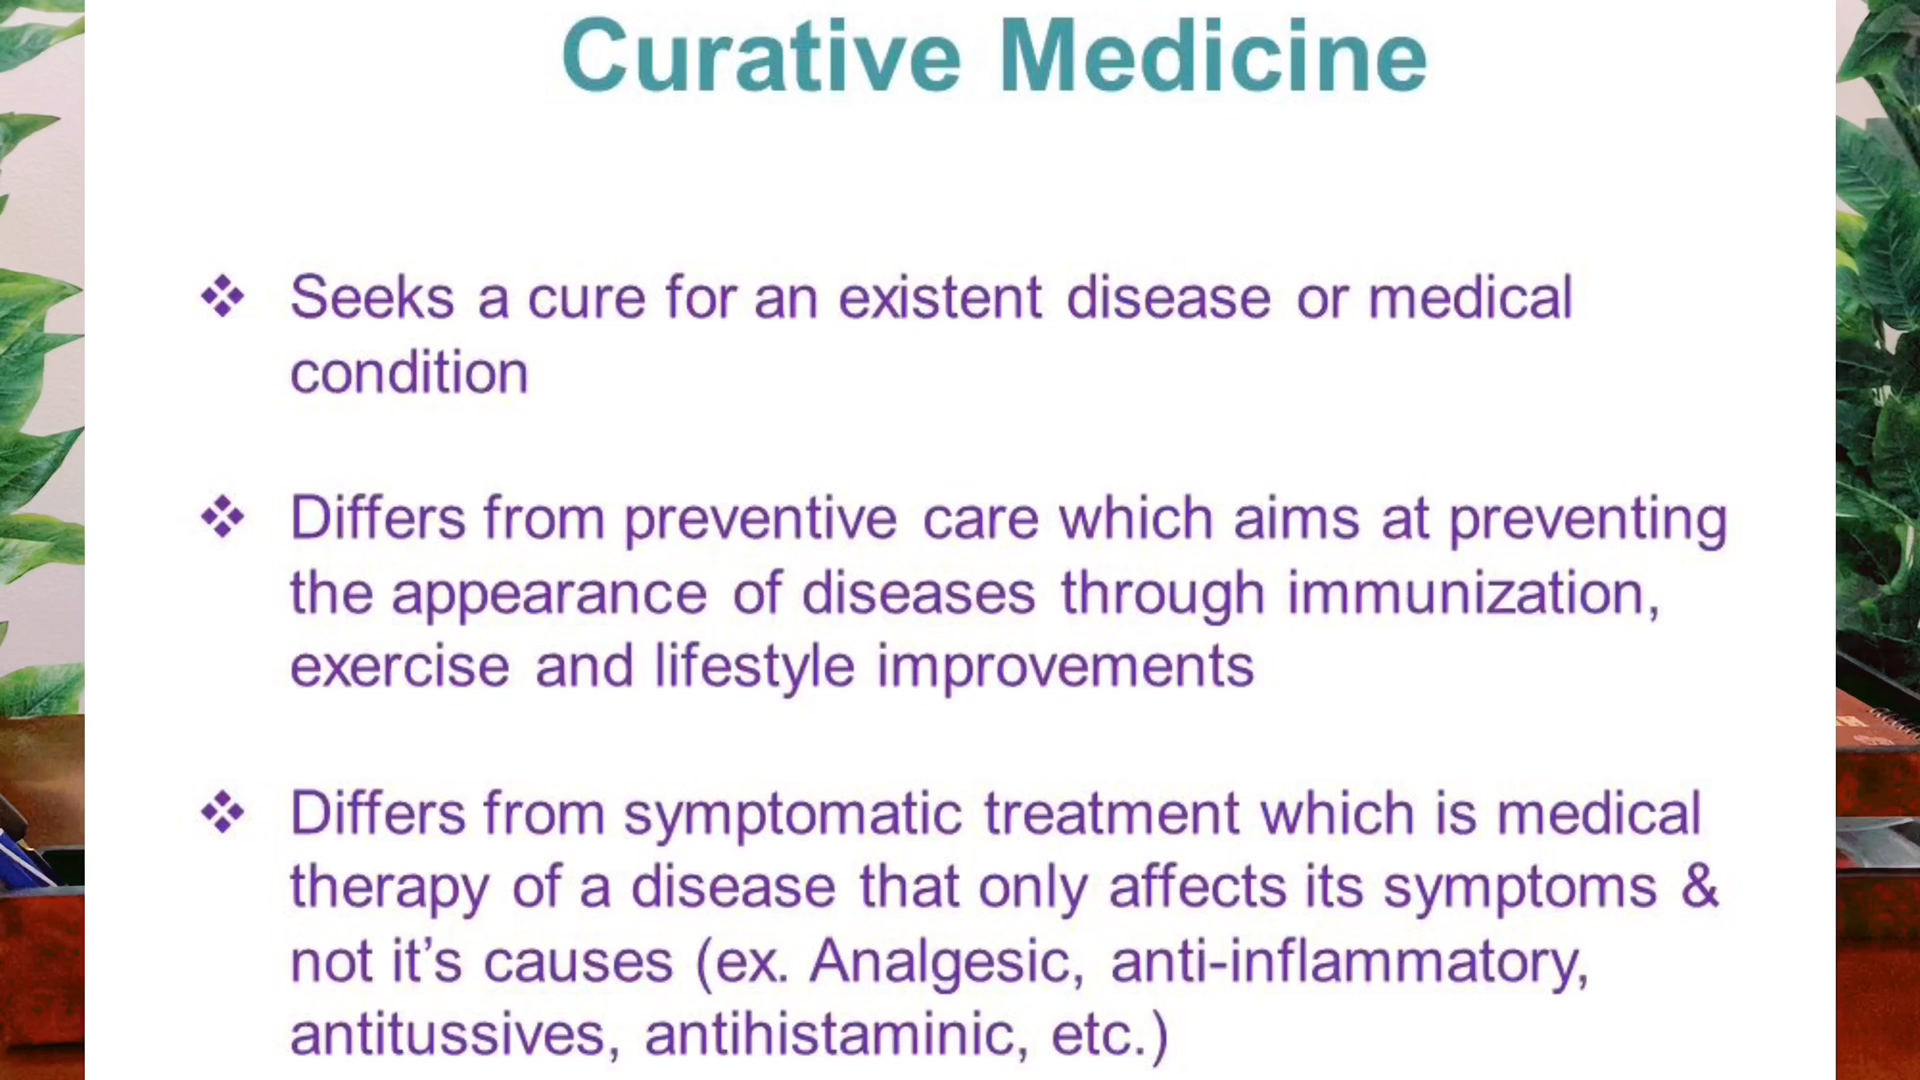 Curative Medicine
❖ Seeks a cure for an existent disease or medical
condition
❖ Differs from preventive care which aims at preventing
the appearance of diseases through immunization,
exercise and lifestyle improvements
❖ Differs from symptomatic treatment which is medical
therapy of a disease that only affects its symptoms &
not it’s causes (ex. Analgesic, anti-inflammatory,
antitussives, antihistaminic, etc.)